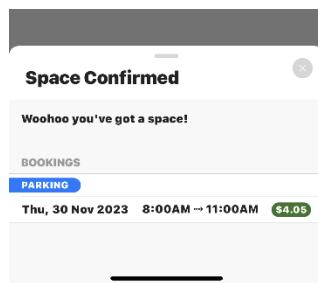 Space Confirmed
Woohoo you've got a space!
BOOKINGS
PARKING
Thu, 30 Nov 2023 8:00AM ⇢ 11:00AM $4.05